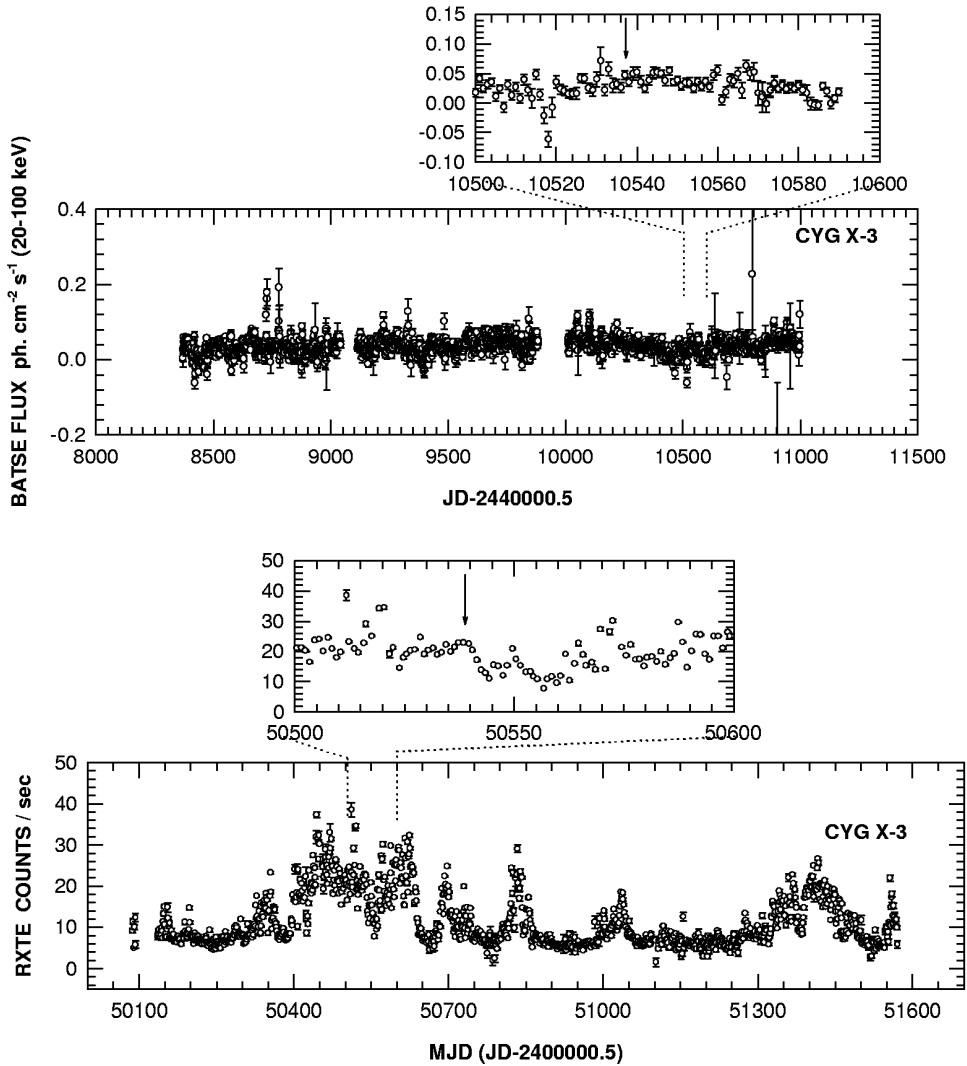 0.15
0.10
0.05
0.00
-0.05
-0.10
10500 10520 10540 10560 10580 10600
BATSE FLUX ph. cm-2 s-1 (20-100 keV)
0.4
CYG X-3
0.2
0.0
-0.2
8000 8500 9000 9500 10000 10500 11000 11500
JD-2440000.5
50
40
30
20
10
0
50500 50550 50600
RXTE COUNTS / sec
50
40
CYG X-3
30
20
10
0
50100 50400 50700 51000 51300 51600
MJD (JD-2400000.5)